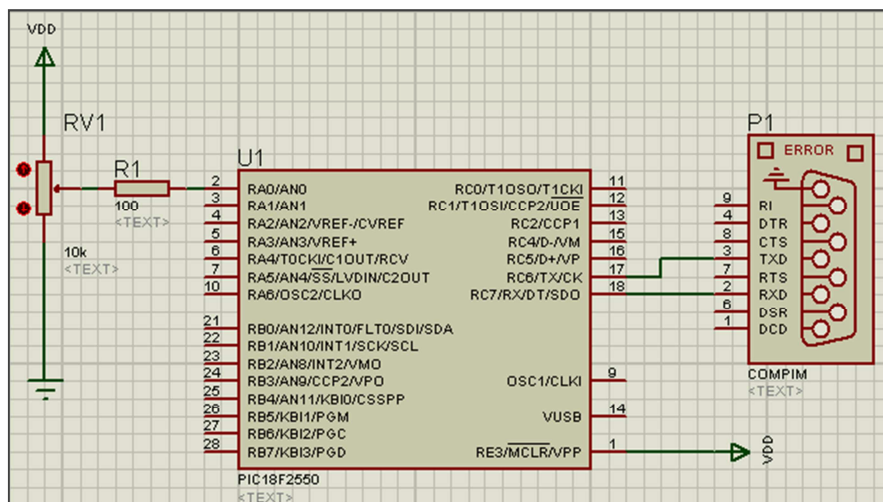 VDD
RV1
10k
<TEXT>
R1
100
<TEXT>
U1
2 RA0/AN0
3 RA1/AN1
4 RA2/AN2/VREF-/CVREF
5 RA3/AN3/VREF+
6 RA4/T0CKI/C1OUT/RCV
7 RA5/AN4/SS/LVDIN/C2OUT
10 RA6/OSC2/CLKO
21 RB0/AN12/INT0/FLT0/SDI/SDA
22 RB1/AN10/INT1/SCK/SCL
23 RB2/AN8/INT2/VMO
24 RB3/AN9/CCP2/VPO
25 RB4/AN11/KBI0/CSSPP
26 RB5/KBI1/PGM
27 RB6/KBI2/PGC
28 RB7/KBI3/PGD
RC0/T1OSO/T1CKI 11
RC1/T1OSI/CCP2/UOE 12
RC2/CCP1 13
RC4/D-/VM 15
RC5/D+/VP 16
RC6/TX/CK 17
RC7/RX/DT/SDO 18
OSC1/CLKI 9
VUSB 14
RE3/MCLR/VPP 1
PIC18F2550
<TEXT>
VDD
P1
ERROR
9 RI
4 DTR
8 CTS
3 TXD
7 RTS
2 RXD
6 DSR
1 DCD
COMPIM
<TEXT>